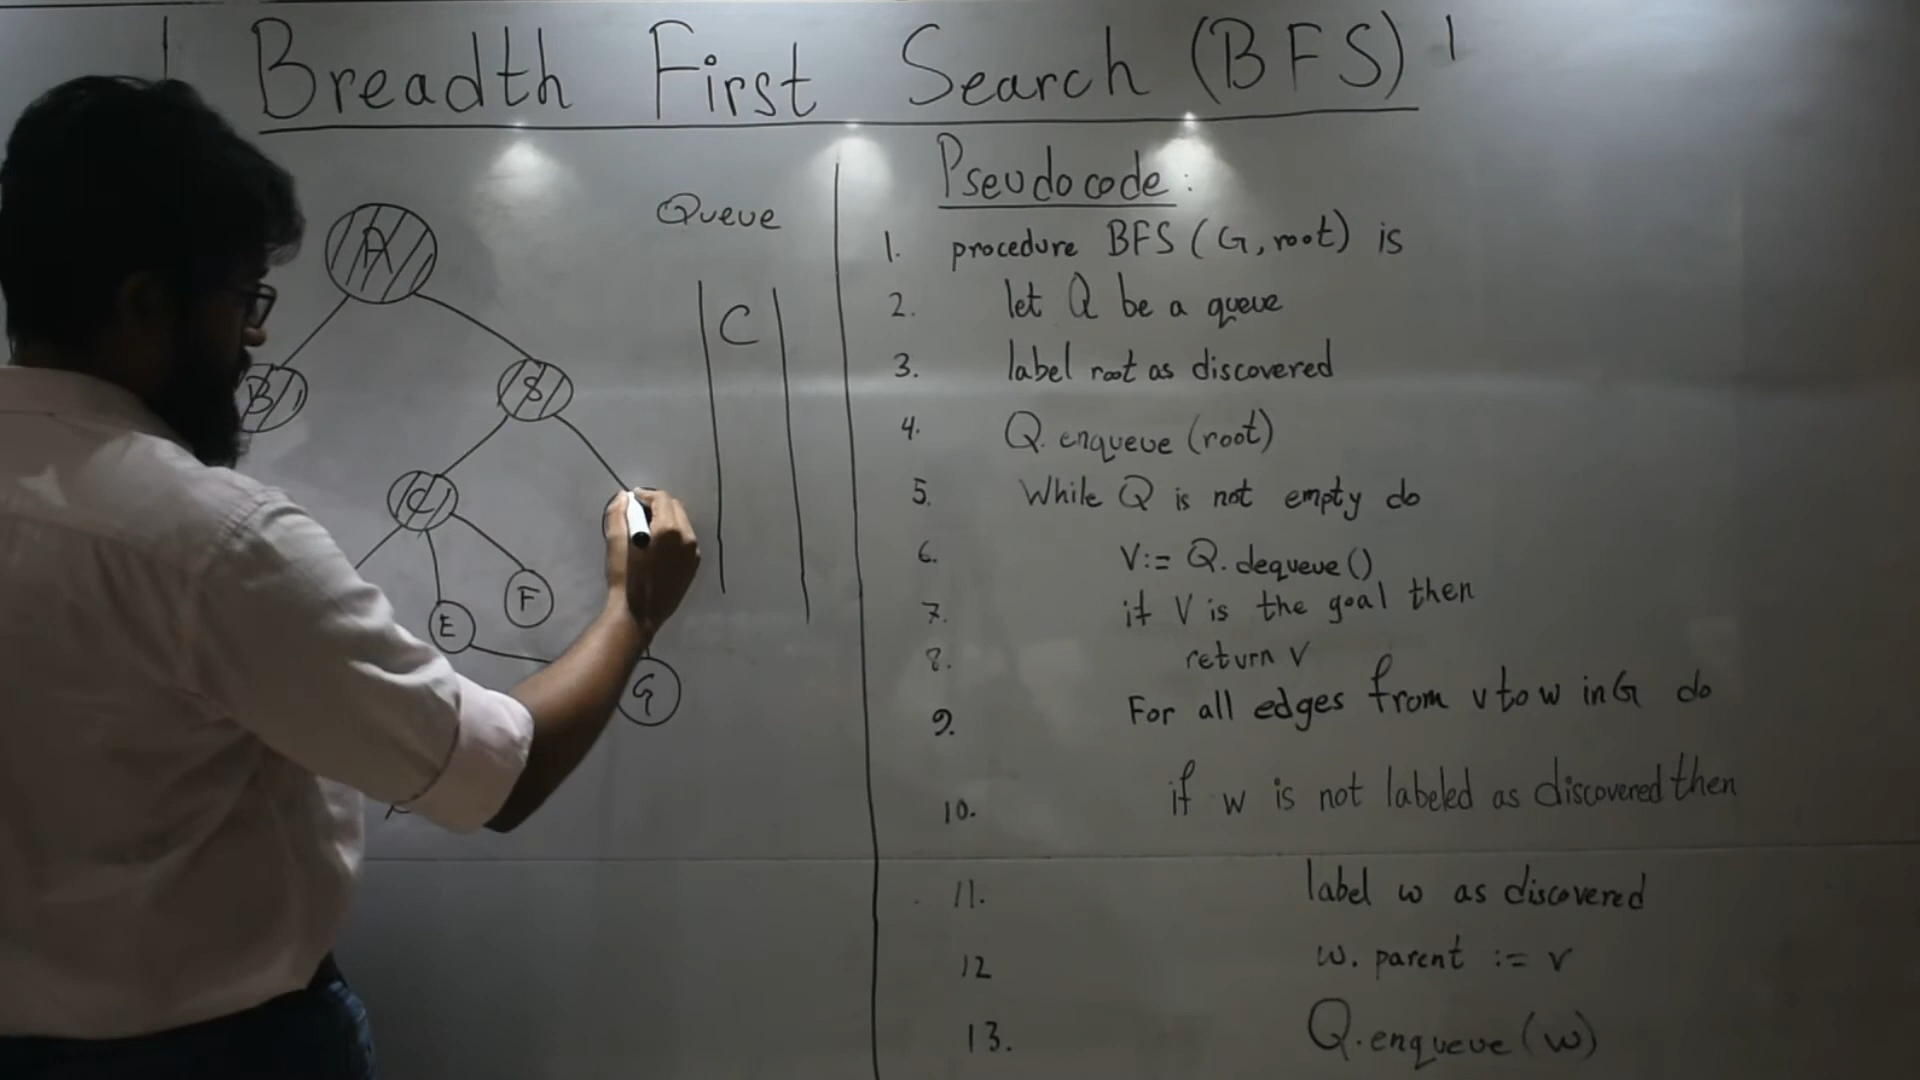 Breadth First Search (BFS)
Queue
A
B
S
C
E
F
G
C
Pseudocode:
1. procedure BFS (G, root) is
2. let Q be a queue
3. label root as discovered
4. Q. enqueue (root)
5. While Q is not empty do
6. V:= Q. dequeue ()
7. if V is the goal then
8. return V
9. For all edges from v to w in G do
10. if w is not labeled as discovered then
11. label w as discovered
12 w. parent := v
13. Q. enqueue (w)